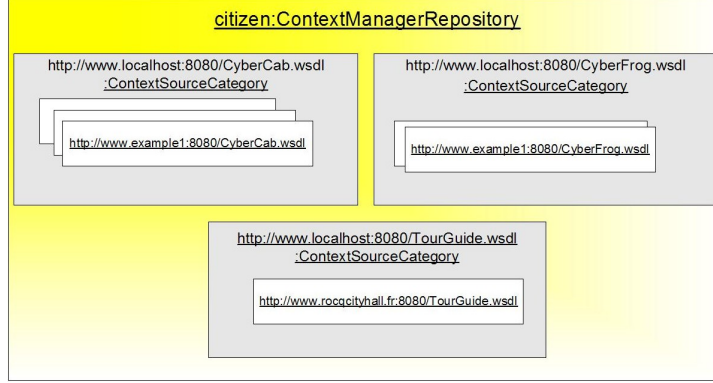 citizen:ContextManagerRepository
http://www.localhost:8080/CyberCab.wsdl
:ContextSourceCategory
http://www.example1:8080/CyberCab.wsdl
http://www.localhost:8080/CyberFrog.wsdl
:ContextSourceCategory
http://www.example1:8080/CyberFrog.wsdl
http://www.localhost:8080/TourGuide.wsdl
:ContextSourceCategory
http://www.rocqcityhall.fr:8080/TourGuide.wsdl